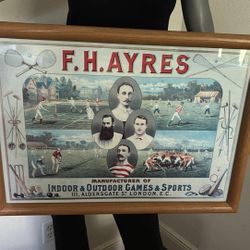 F.H.AYRES
MANUFACTURER OF
INDOOR & OUTDOOR GAMES & SPORTS
111, ALDERSGATE ST LONDON, E.C.